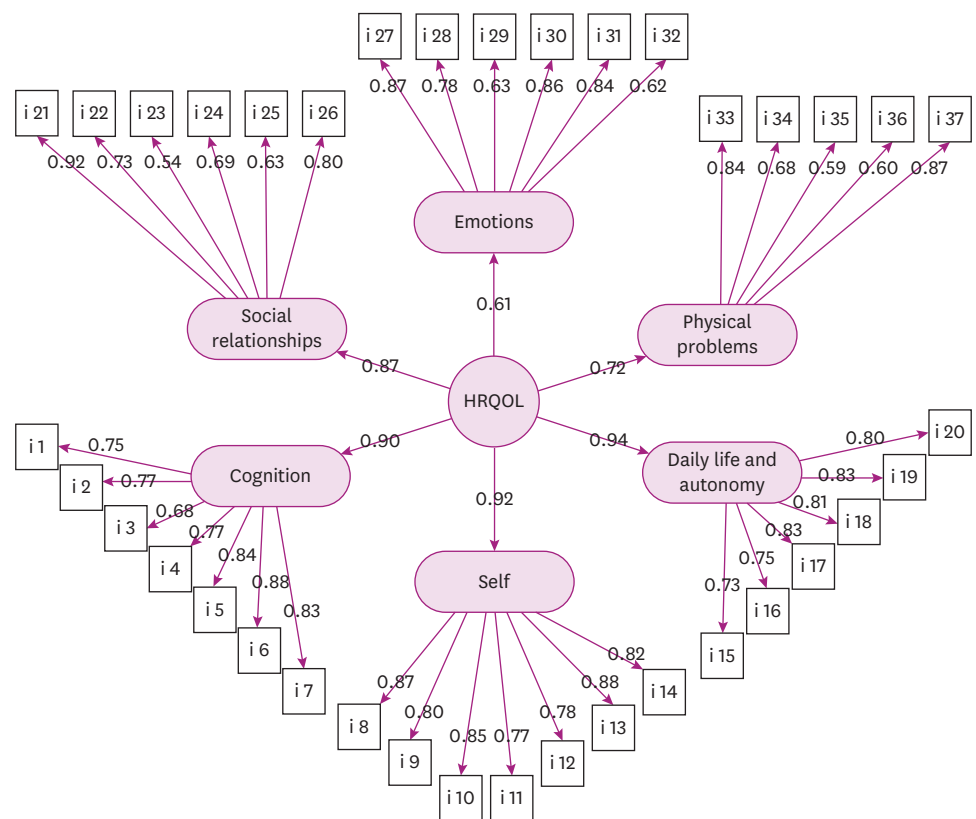 i 27 i 28 i 29 i 30 i 31 i 32
0.87 0.78 0.63 0.86 0.84 0.62
i 21 i 22 i 23 i 24 i 25 i 26
0.92 0.73 0.54 0.69 0.63 0.80
i 33 i 34 i 35 i 36 i 37
0.84 0.68 0.59 0.60 0.87
Emotions
0.61
Social
relationships
0.87
Physical
problems
0.72
HRQOL
0.90
0.94
0.92
Cognition
i 1 0.75
i 2 0.77
i 3 0.68
i 4 0.77
i 5 0.84
i 6 0.88
i 7 0.83
Daily life and
autonomy
0.80 i 20
0.83 i 19
0.81 i 18
0.83 i 17
0.75 i 16
0.73 i 15
Self
0.87 i 8
0.80 i 9
0.85 i 10
0.77 i 11
0.78 i 12
0.88 i 13
0.82 i 14